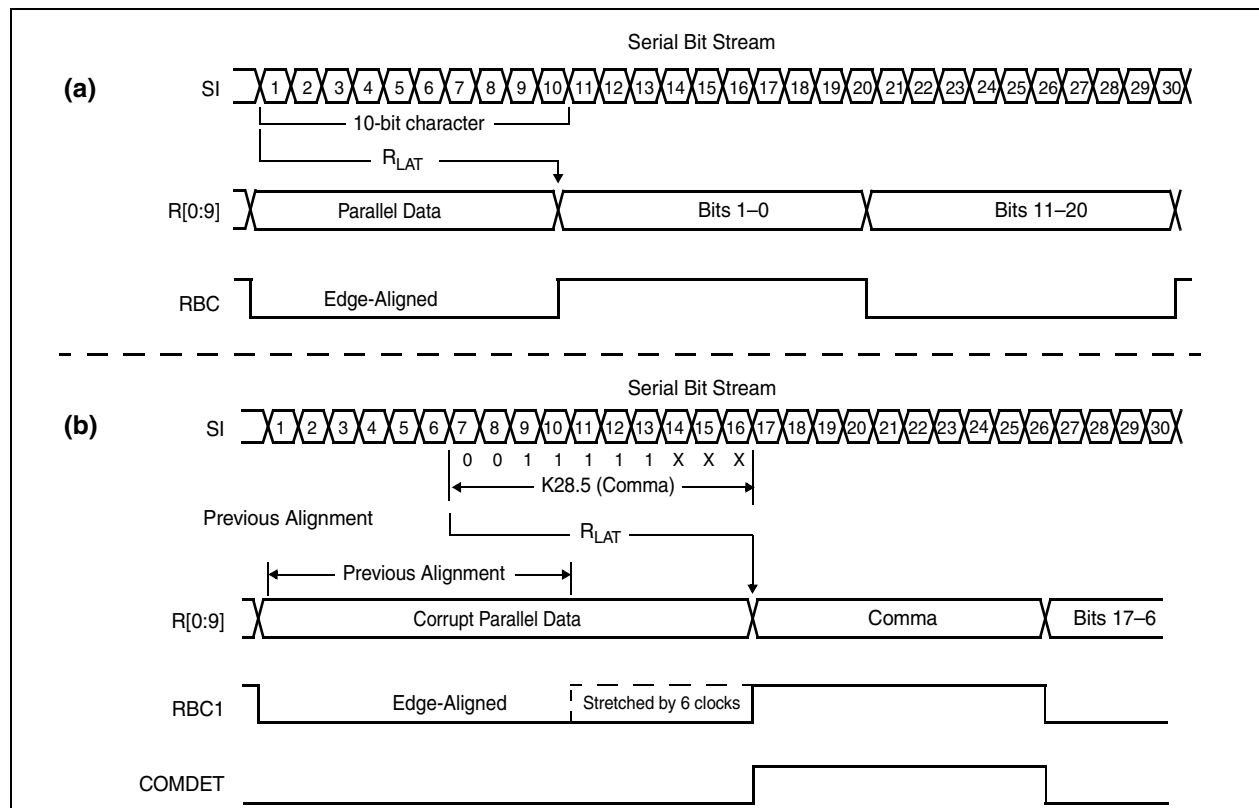 Serial Bit Stream
(a)
SI 1 2 3 4 5 6 7 8 9 10 11 12 13 14 15 16 17 18 19 20 21 22 23 24 25 26 27 28 29 30
10-bit character
RLAT
R[0:9] Parallel Data Bits 1–0 Bits 11–20
RBC Edge-Aligned
Serial Bit Stream
(b)
SI 1 2 3 4 5 6 7 8 9 10 11 12 13 14 15 16 17 18 19 20 21 22 23 24 25 26 27 28 29 30
0 0 1 1 1 1 1 X X X
K28.5 (Comma)
Previous Alignment
RLAT
Previous Alignment
R[0:9] Corrupt Parallel Data Comma Bits 17–6
RBC1 Edge-Aligned Stretched by 6 clocks
COMDET